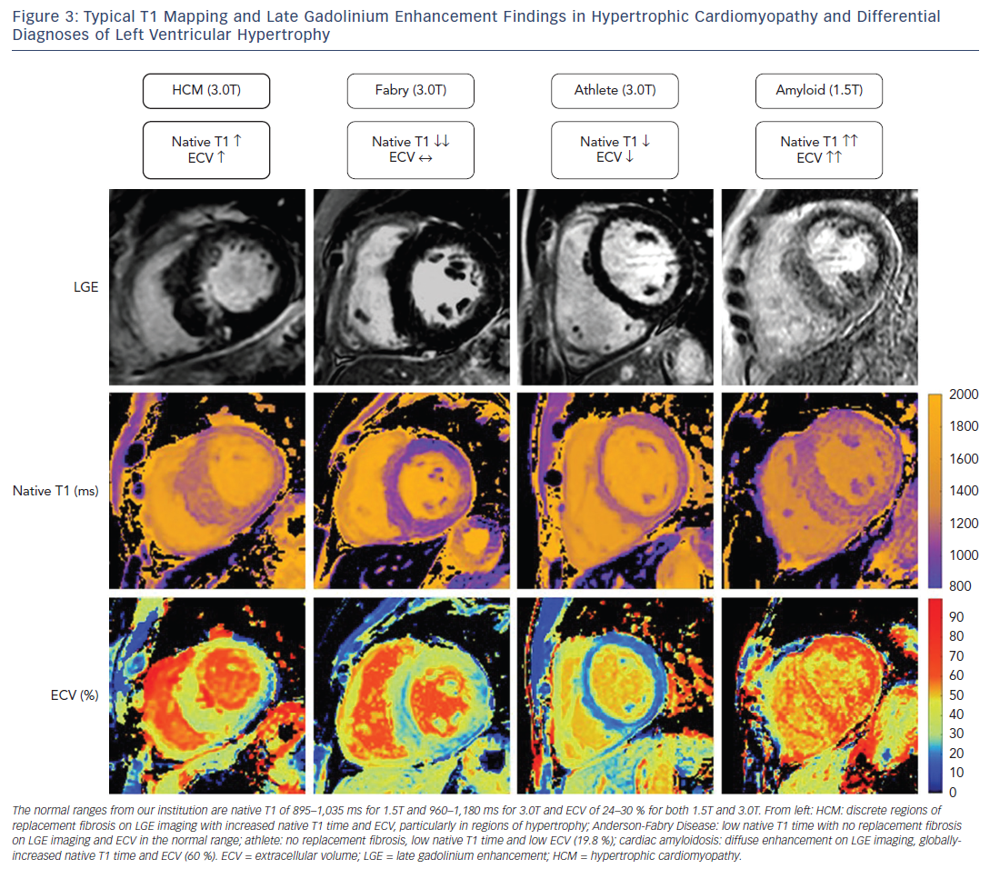 Figure 3: Typical T1 Mapping and Late Gadolinium Enhancement Findings in Hypertrophic Cardiomyopathy and Differential
Diagnoses of Left Ventricular Hypertrophy
HCM (3.0T)
Fabry (3.0T)
Athlete (3.0T)
Amyloid (1.5T)
Native T1 ↑
ECV ↑
Native T1 ↓↓
ECV ↔
Native T1 ↓
ECV ↓
Native T1 ↑↑
ECV ↑↑
LGE
Native T1 (ms)
2000
1800
1600
1400
1200
1000
800
ECV (%)
90
80
70
60
50
40
30
20
10
0
The normal ranges from our institution are native T1 of 895–1,035 ms for 1.5T and 960–1,180 ms for 3.0T and ECV of 24–30 % for both 1.5T and 3.0T. From left: HCM: discrete regions of
replacement fibrosis on LGE imaging with increased native T1 time and ECV, particularly in regions of hypertrophy; Anderson-Fabry Disease: low native T1 time with no replacement fibrosis
on LGE imaging and ECV in the normal range; athlete: no replacement fibrosis, low native T1 time and low ECV (19.8 %); cardiac amyloidosis: diffuse enhancement on LGE imaging, globally-
increased native T1 time and ECV (60 %). ECV = extracellular volume; LGE = late gadolinium enhancement; HCM = hypertrophic cardiomyopathy.